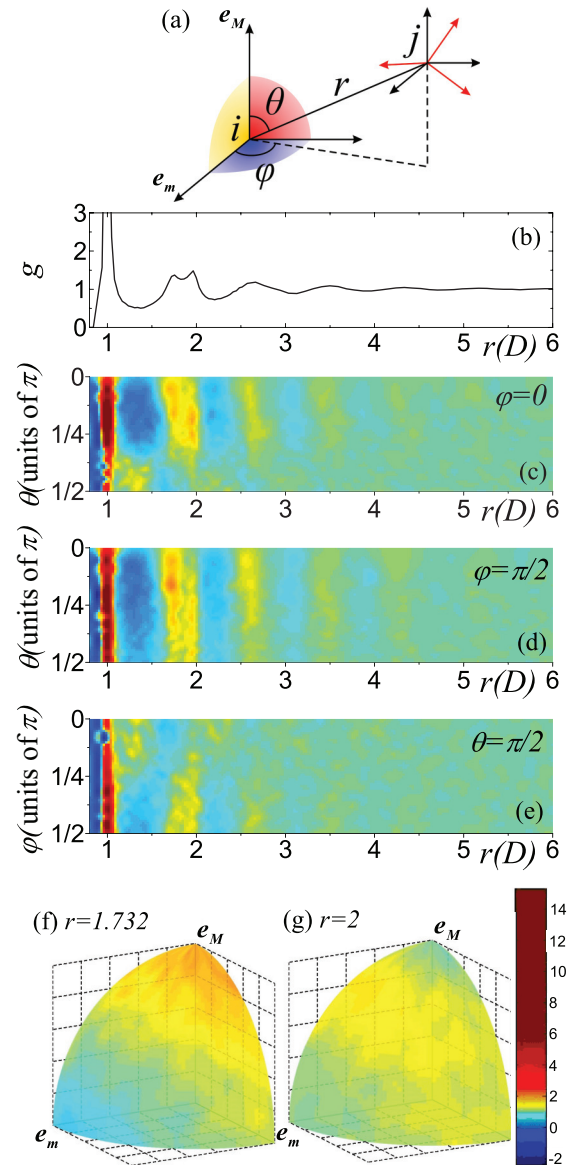 (a)
e_M
j
r
θ
i
φ
e_m
3
2
1
0
g
(b)
1 2 3 4 5 6
r(D)
0
1/4
1/2
θ(units of π)
φ=0
(c)
1 2 3 4 5 6
r(D)
0
1/4
1/2
θ(units of π)
φ=π/2
(d)
1 2 3 4 5 6
r(D)
0
1/4
1/2
φ(units of π)
θ=π/2
(e)
1 2 3 4 5 6
r(D)
(f) r=1.732
e_M
e_m
(g) r=2
e_M
e_m
14
12
10
8
6
4
2
0
-2